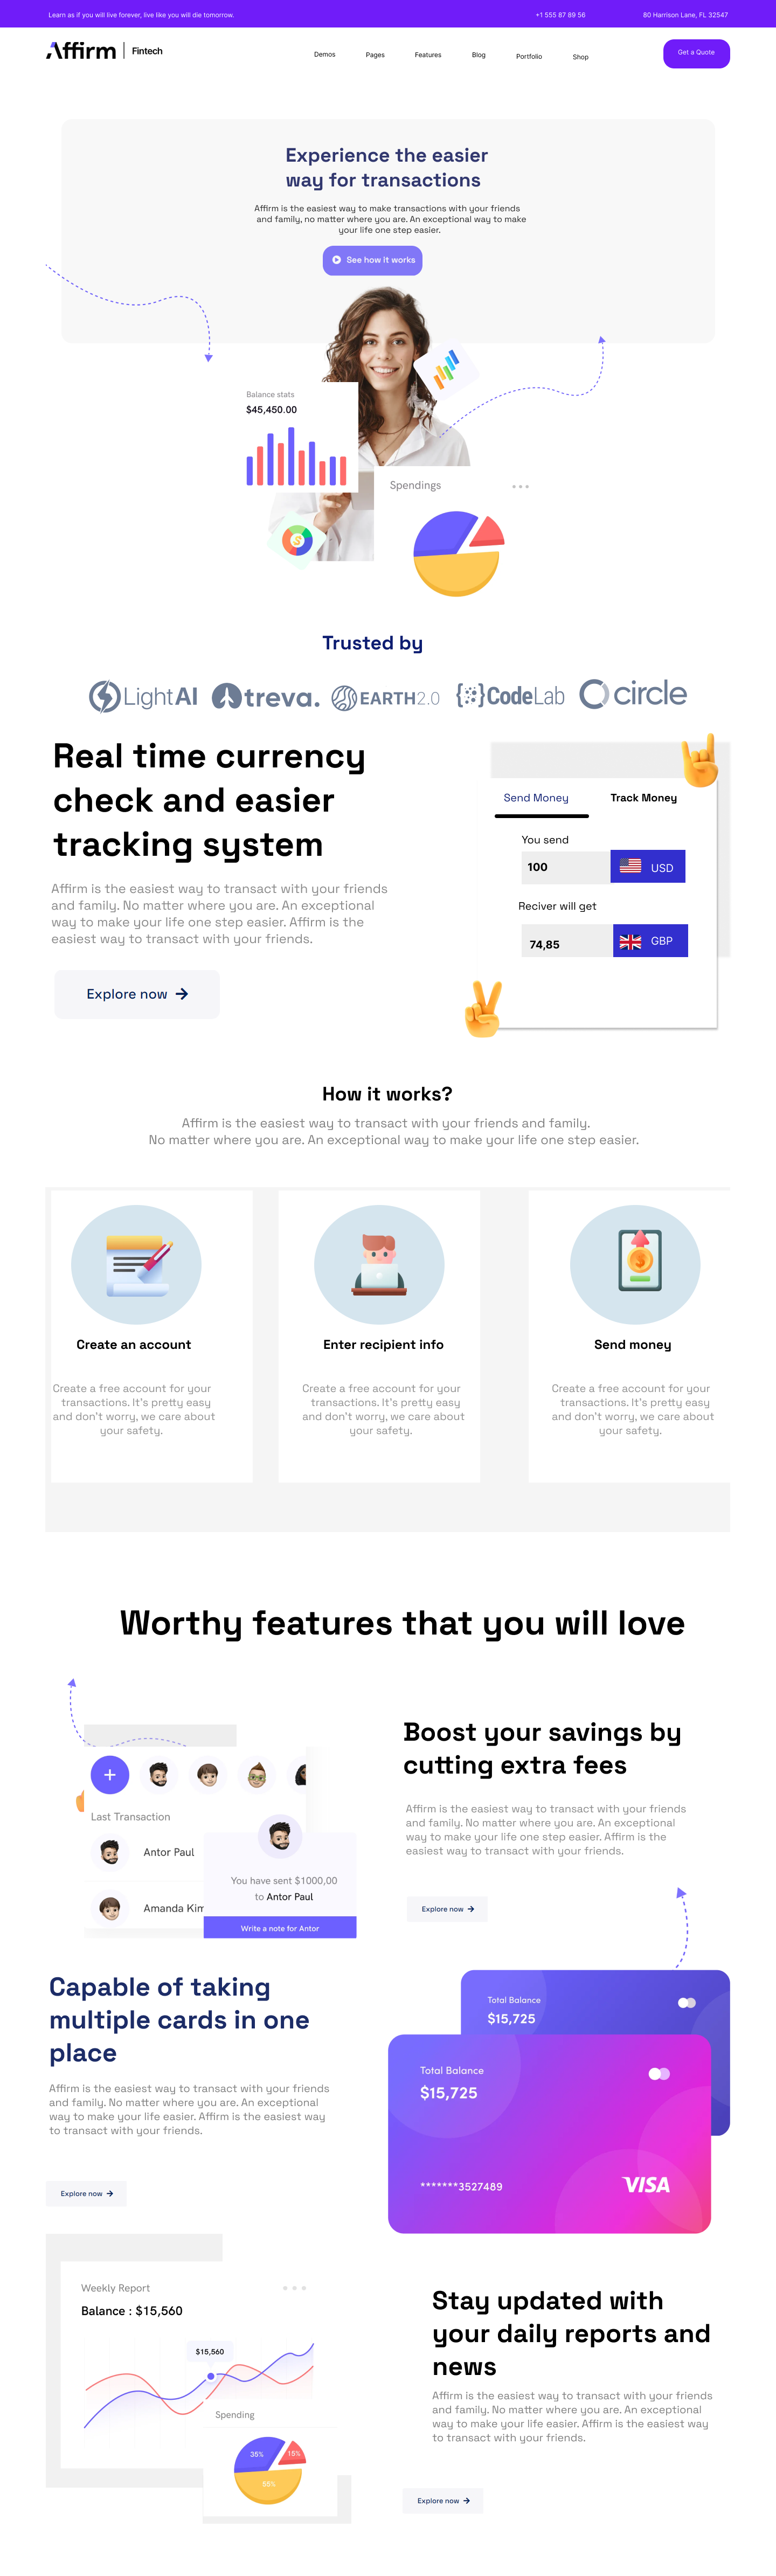 Learn as if you will live forever, live like you will die tomorrow.
+1 555 87 89 56
80 Harrison Lane, FL 32547
Affirm | Fintech
Demos
Pages
Features
Blog
Portfolio
Shop
Get a Quote
Experience the easier
way for transactions
Affirm is the easiest way to make transactions with your friends
and family, no matter where you are. An exceptional way to make
your life one step easier.
See how it works
Balance stats
$45,450.00
Spendings
Trusted by
LightAI
treva.
EARTH2.0
CodeLab
circle
Real time currency
check and easier
tracking system
Affirm is the easiest way to transact with your friends
and family. No matter where you are. An exceptional
way to make your life one step easier. Affirm is the
easiest way to transact with your friends.
Explore now
Send Money
Track Money
You send
100
USD
Reciver will get
74,85
GBP
How it works?
Affirm is the easiest way to transact with your friends and family.
No matter where you are. An exceptional way to make your life one step easier.
Create an account
Create a free account for your
transactions. It's pretty easy
and don't worry, we care about
your safety.
Enter recipient info
Create a free account for your
transactions. It's pretty easy
and don't worry, we care about
your safety.
Send money
Create a free account for your
transactions. It's pretty easy
and don't worry, we care about
your safety.
Worthy features that you will love
Last Transaction
Antor Paul
Amanda Kim
You have sent $1000,00
to Antor Paul
Write a note for Antor
Boost your savings by
cutting extra fees
Affirm is the easiest way to transact with your friends
and family. No matter where you are. An exceptional
way to make your life one step easier. Affirm is the
easiest way to transact with your friends.
Explore now
Capable of taking
multiple cards in one
place
Affirm is the easiest way to transact with your friends
and family. No matter where you are. An exceptional
way to make your life easier. Affirm is the easiest way
to transact with your friends.
Explore now
Total Balance
$15,725
Total Balance
$15,725
*******3527489
VISA
Weekly Report
Balance : $15,560
$15,560
Spending
35%
15%
55%
Stay updated with
your daily reports and
news
Affirm is the easiest way to transact with your friends
and family. No matter where you are. An exceptional
way to make your life easier. Affirm is the easiest way
to transact with your friends.
Explore now